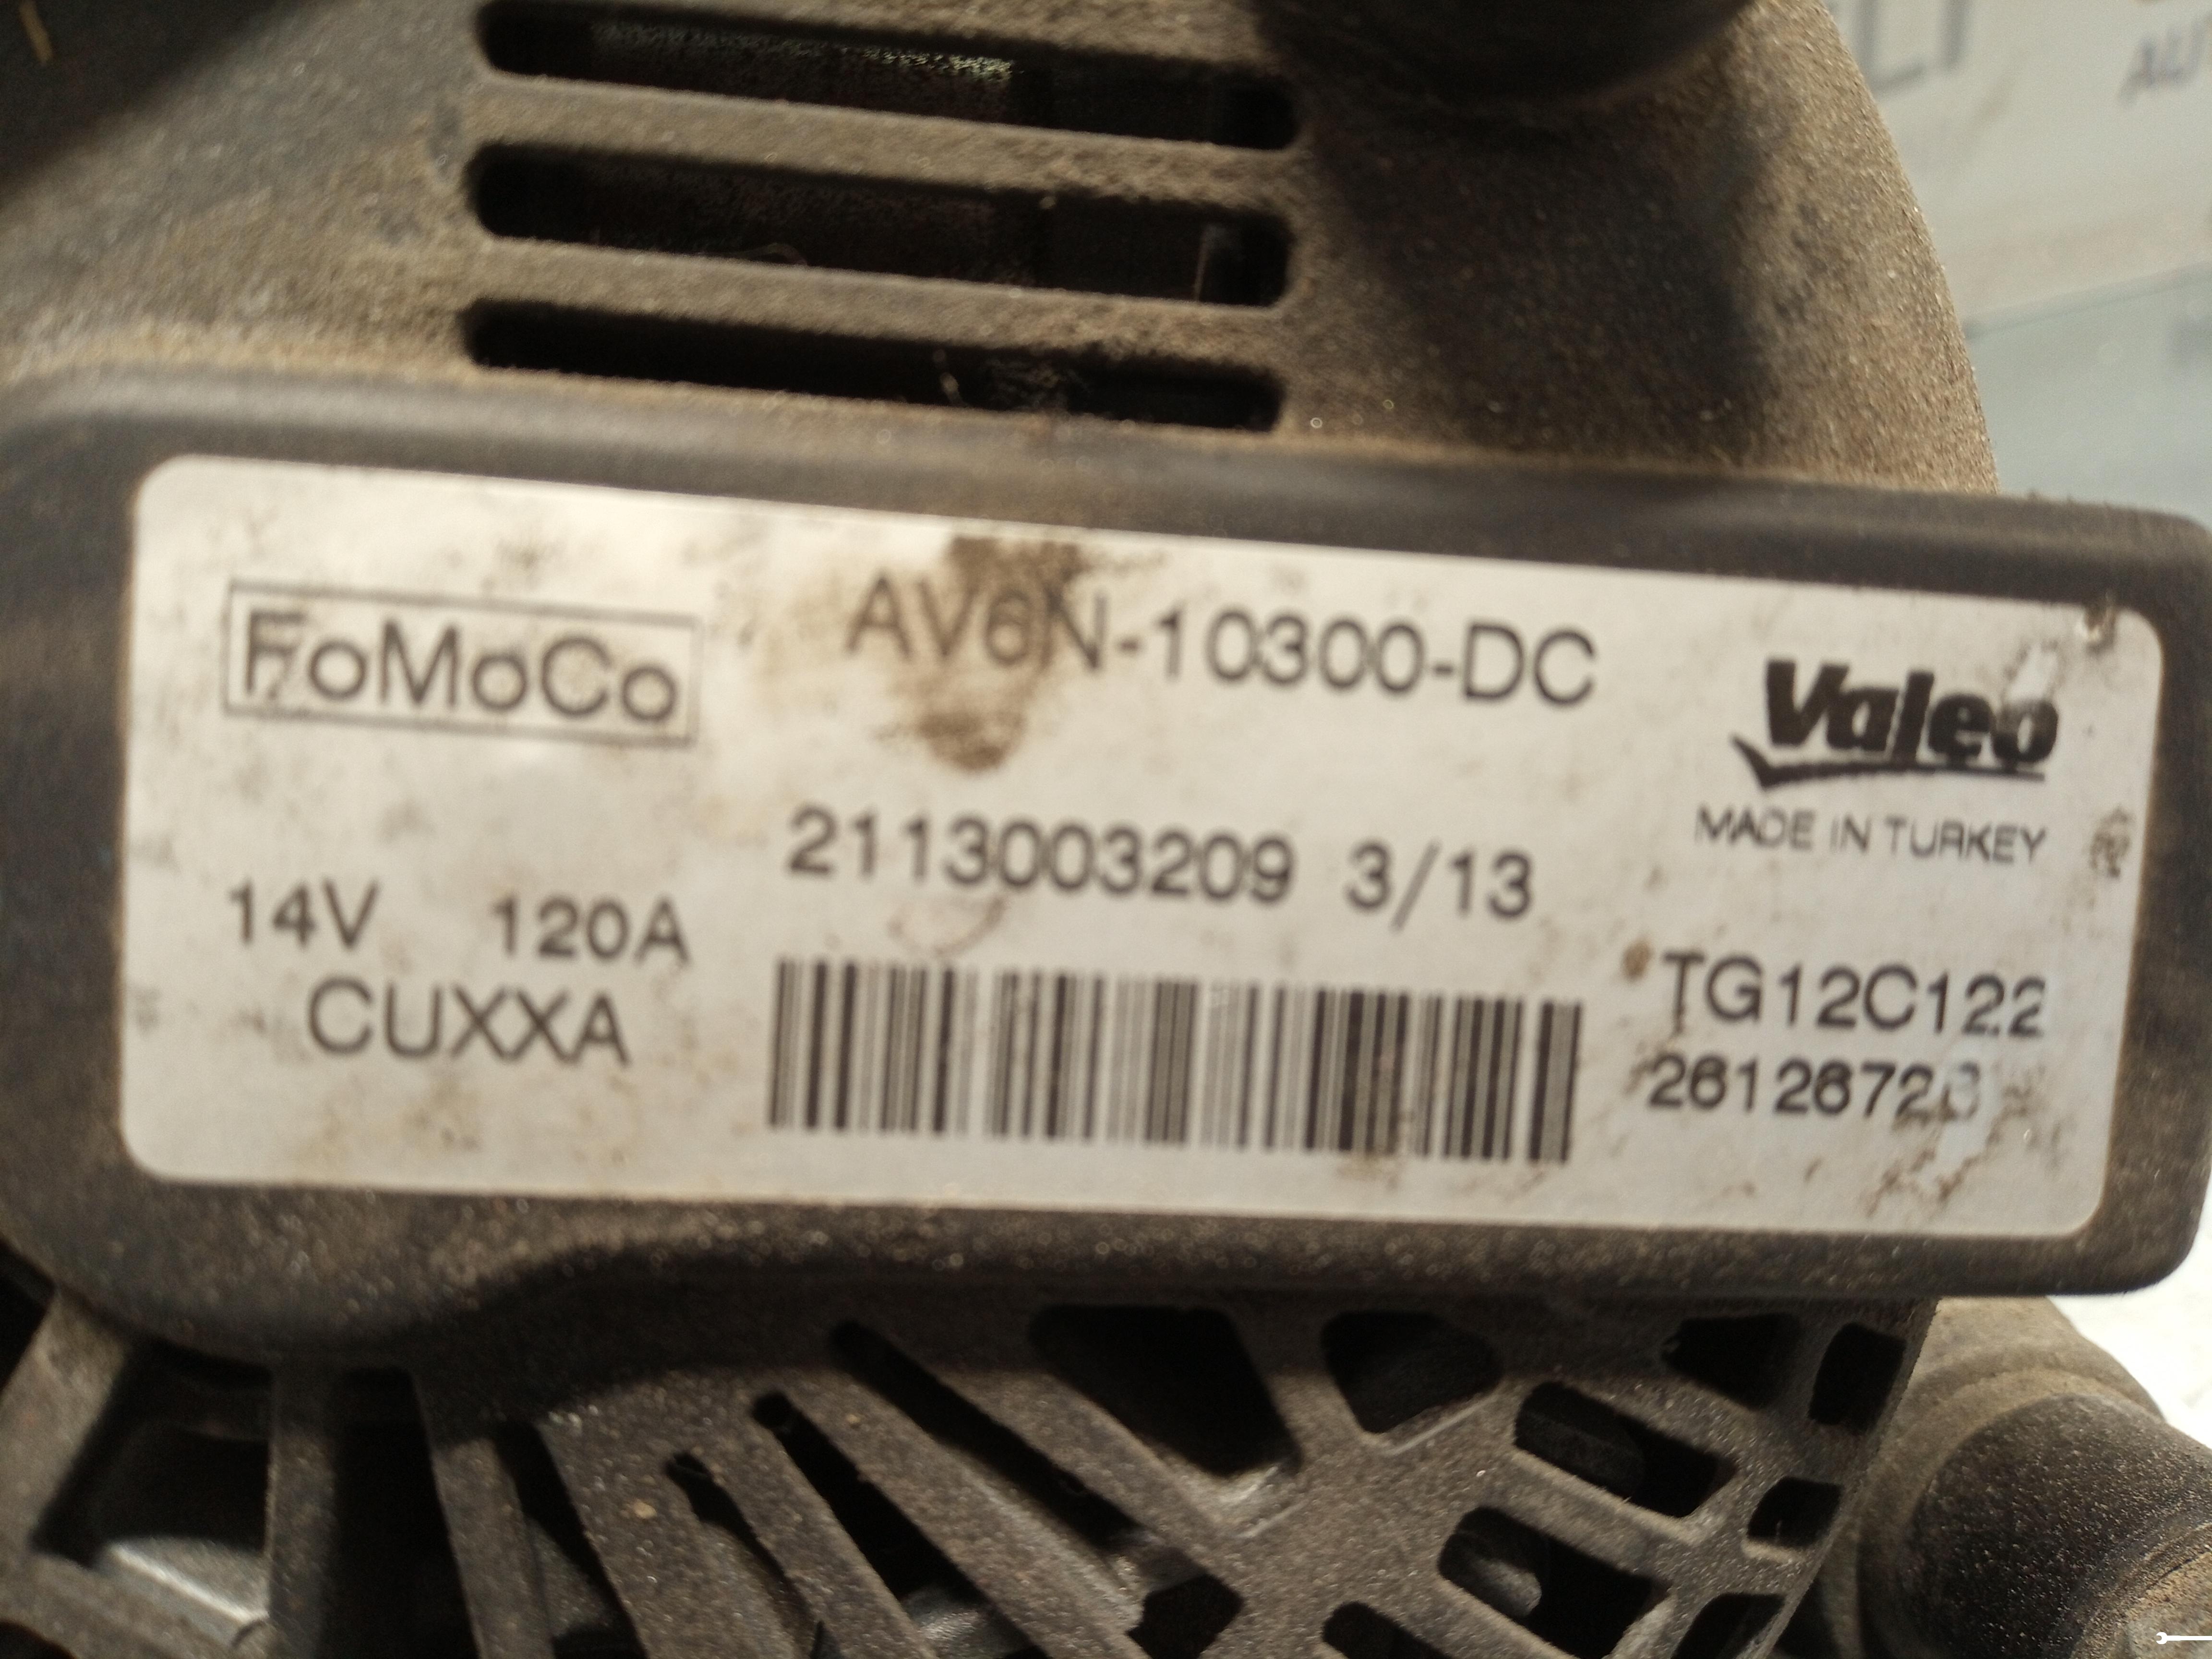 FoMoCo
AV6N-10300-DC
Valeo
MADE IN TURKEY
2113003209 3/13
14V 120A
CUXXA
TG12C122